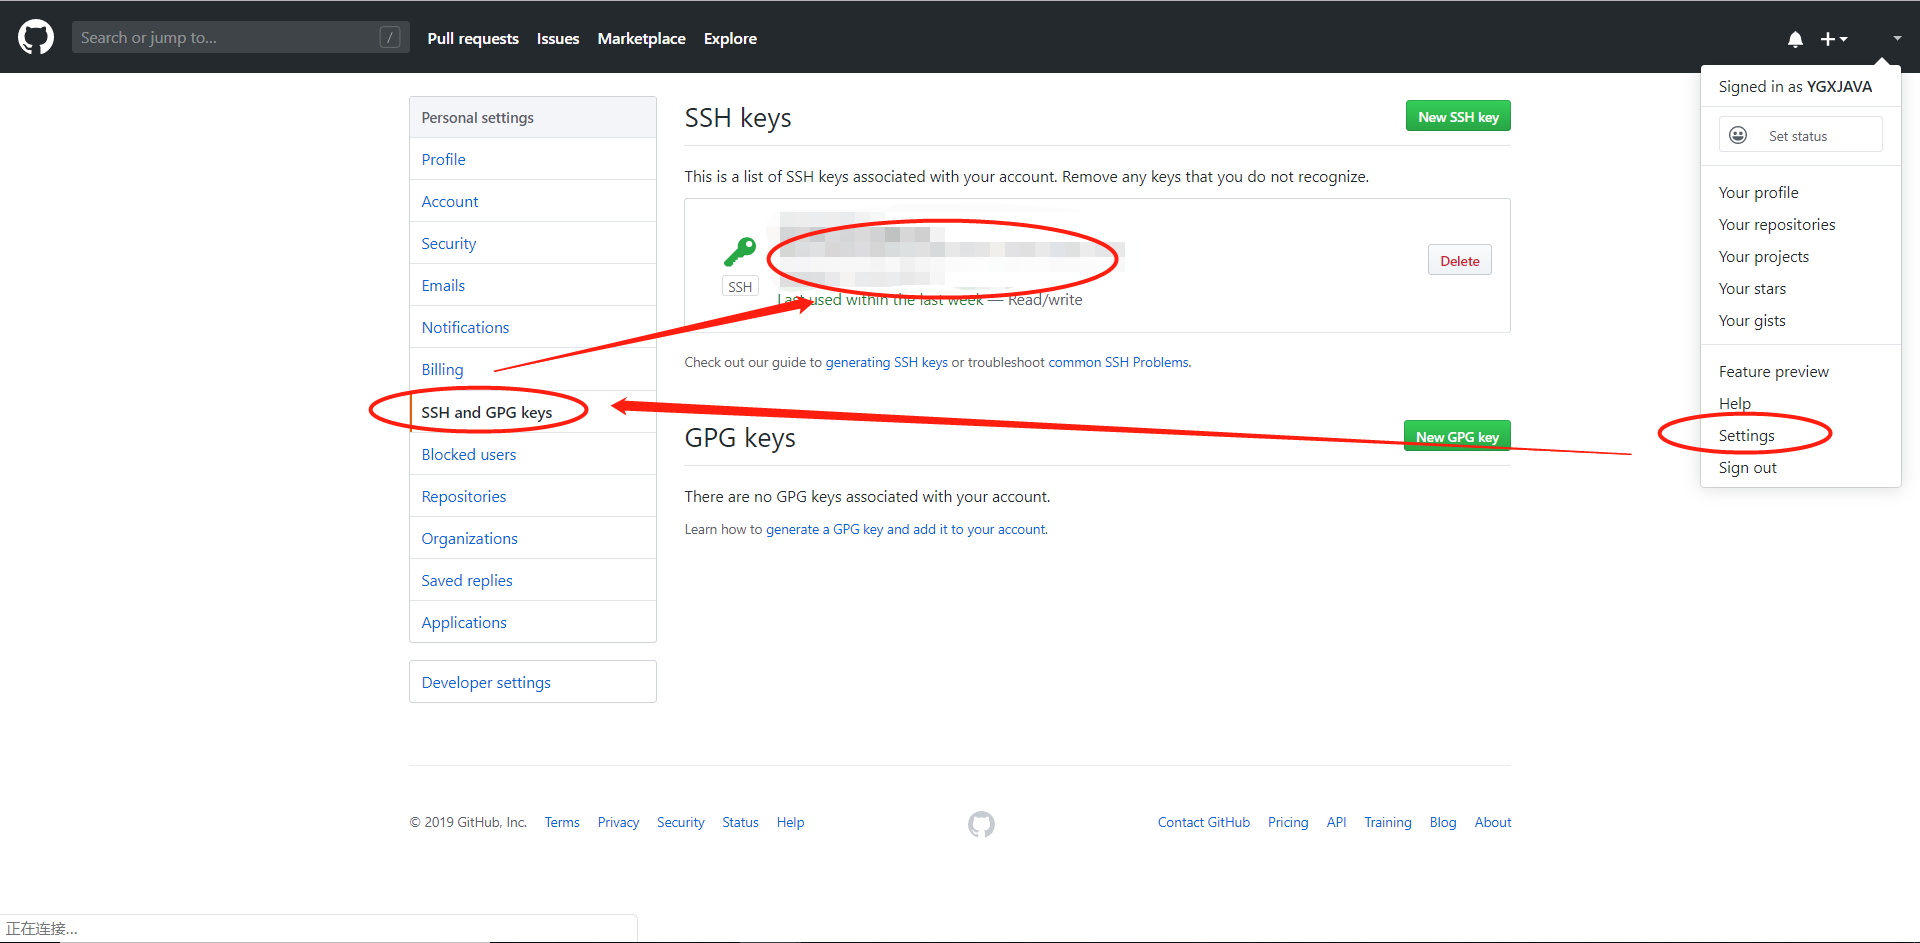 Search or jump to... /
Pull requests Issues Marketplace Explore
Signed in as YGXJAVA
Set status
Your profile
Your repositories
Your projects
Your stars
Your gists
Feature preview
Help
Settings
Sign out
Personal settings
Profile
Account
Security
Emails
Notifications
Billing
SSH and GPG keys
Blocked users
Repositories
Organizations
Saved replies
Applications
Developer settings
SSH keys
New SSH key
This is a list of SSH keys associated with your account. Remove any keys that you do not recognize.
SSH
Last used within the last week — Read/write
Delete
Check out our guide to generating SSH keys or troubleshoot common SSH Problems.
GPG keys
New GPG key
There are no GPG keys associated with your account.
Learn how to generate a GPG key and add it to your account.
© 2019 GitHub, Inc. Terms Privacy Security Status Help
Contact GitHub Pricing API Training Blog About
正在连接...